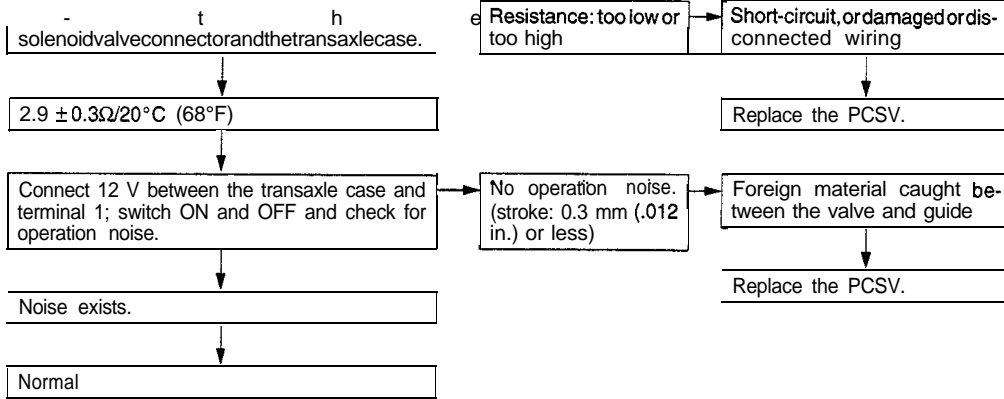 - t h e
solenoidvalveconnectorandthetransaxlecase.
Resistance: too low or
too high
Short-circuit, or damaged or dis-
connected wiring
2.9 ± 0.3Ω/20°C (68°F)
Replace the PCSV.
Connect 12 V between the transaxle case and
terminal 1; switch ON and OFF and check for
operation noise.
No operation noise.
(stroke: 0.3 mm (.012
in.) or less)
Foreign material caught be-
tween the valve and guide
Replace the PCSV.
Noise exists.
Normal